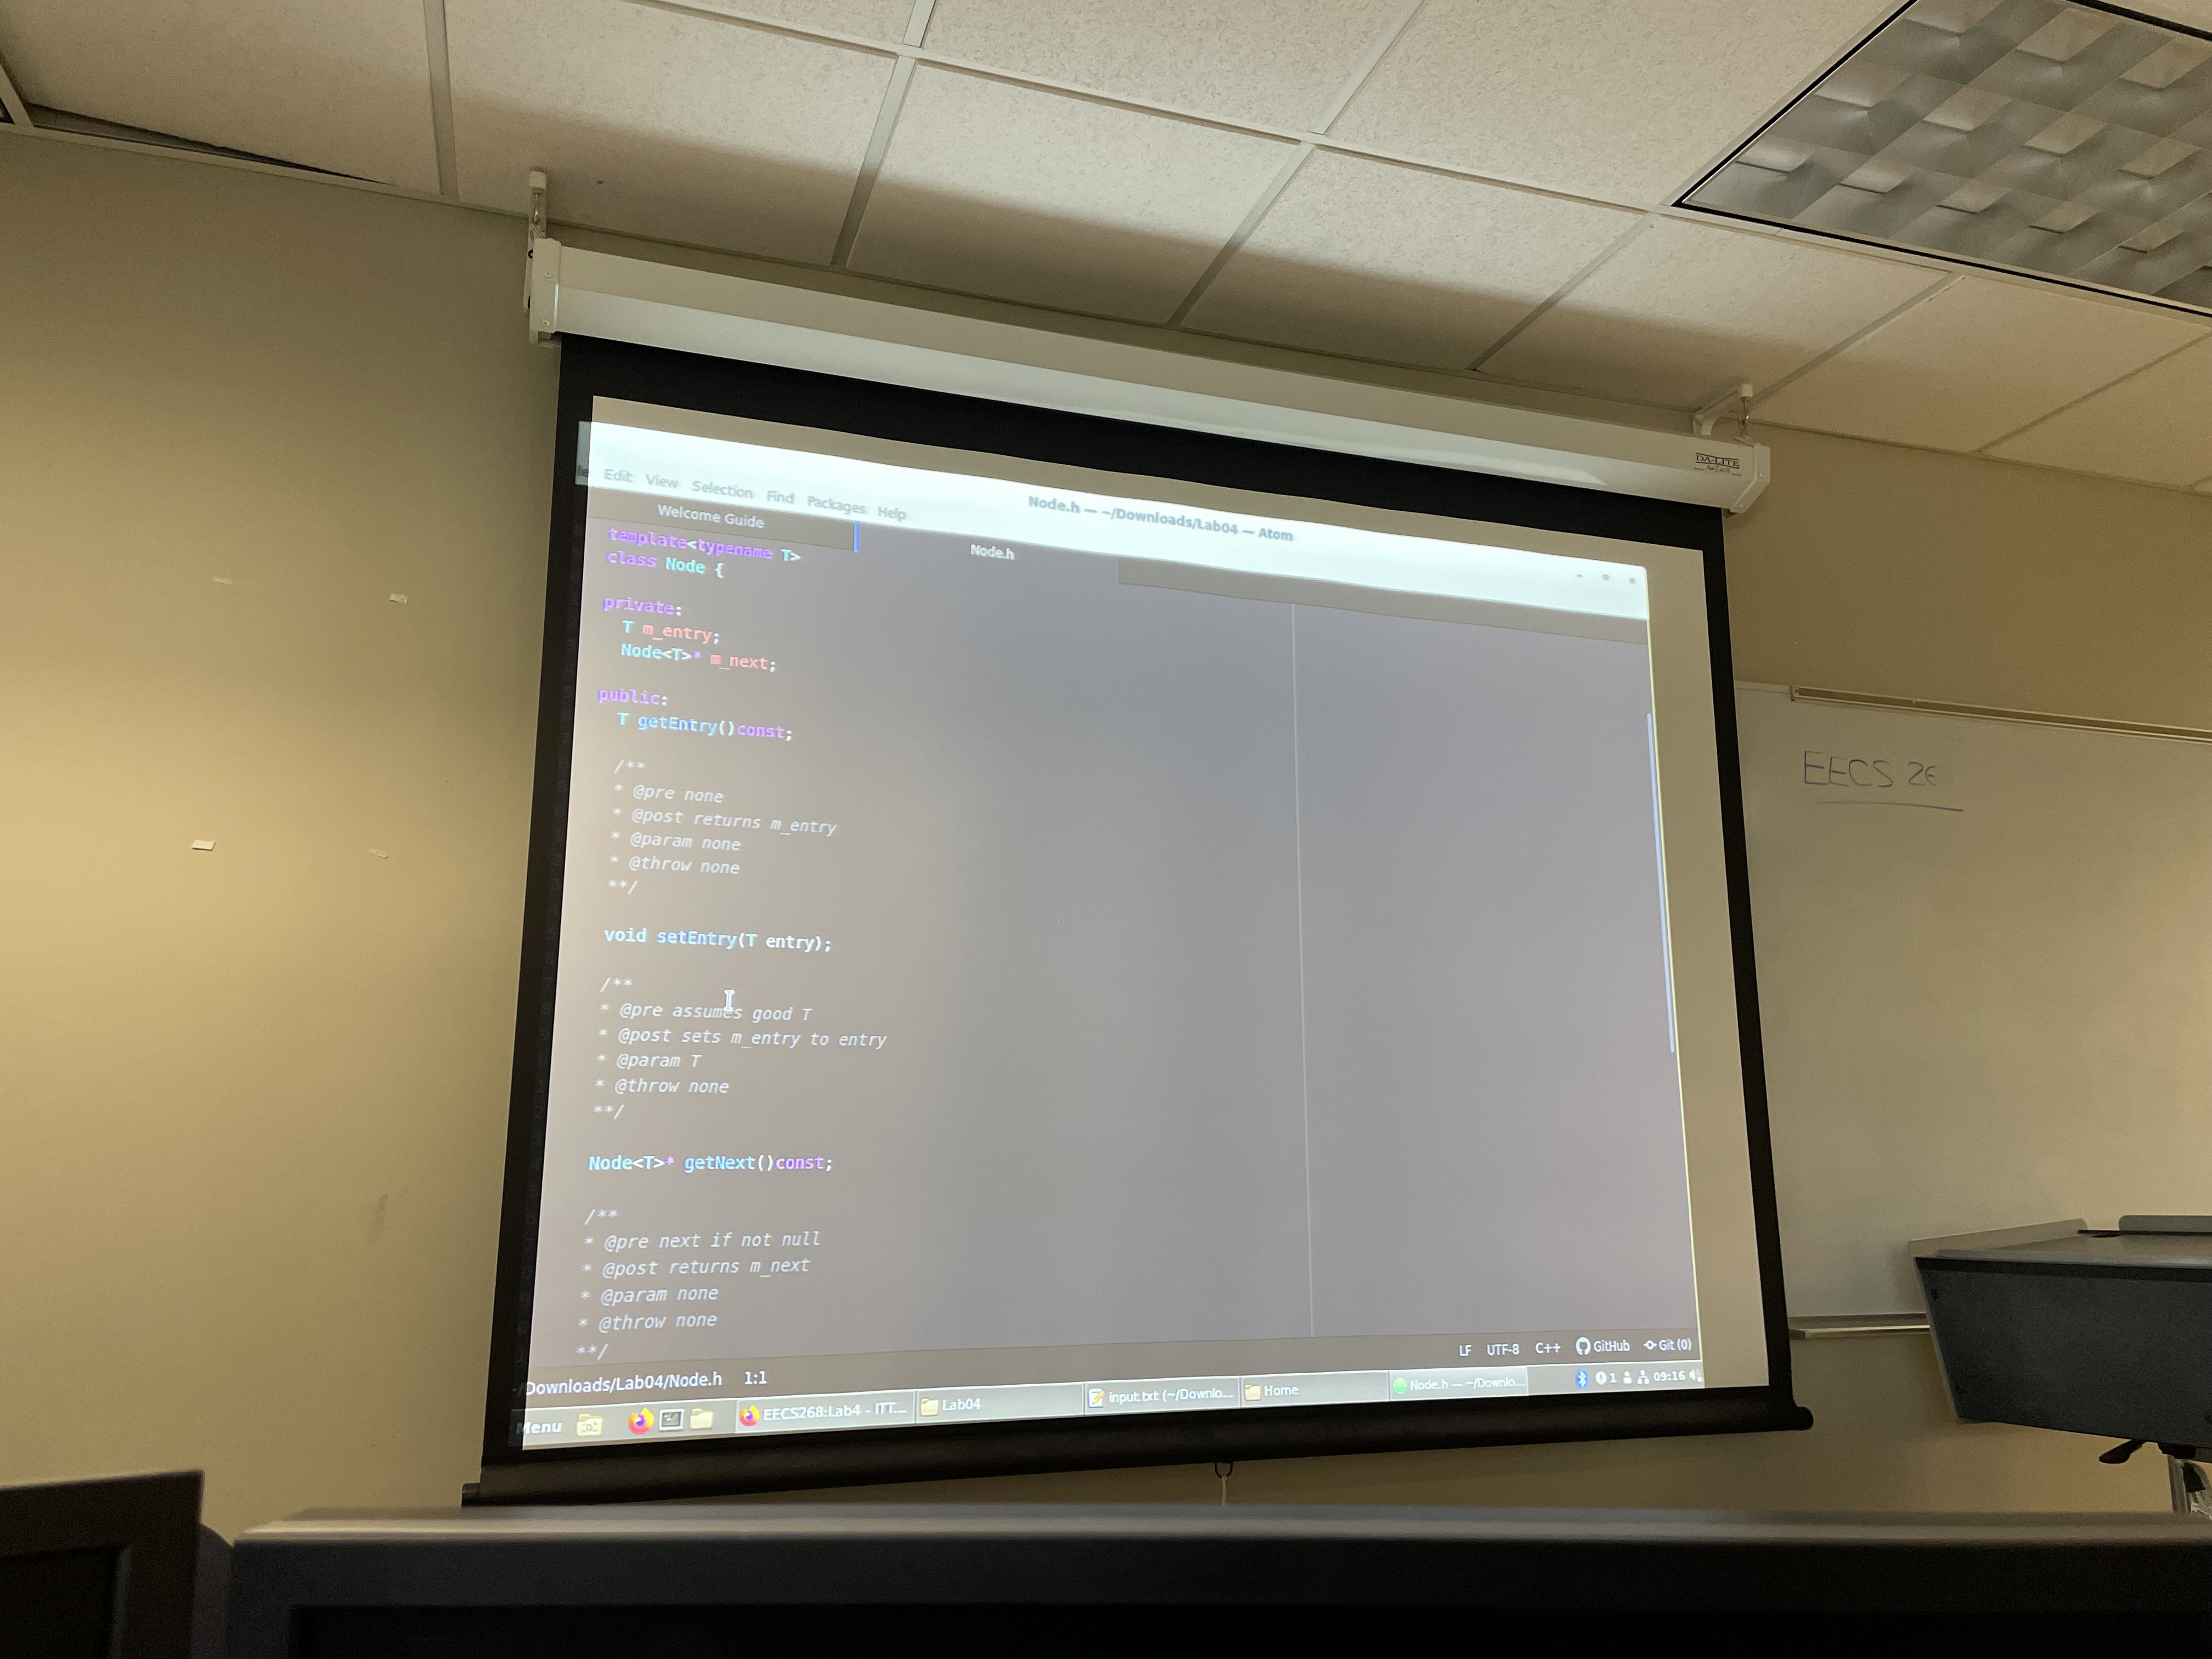 DA-LITE
Edit View Selection Find Packages Help
Node.h — ~/Downloads/Lab04 — Atom
Welcome Guide
Node.h
template<typename T>
class Node {
private:
T m_entry;
Node<T>* m_next;
public:
T getEntry()const;
/**
* @pre none
* @post returns m_entry
* @param none
* @throw none
**/
void setEntry(T entry);
/**
* @pre assumes good T
* @post sets m_entry to entry
* @param T
* @throw none
**/
Node<T>* getNext()const;
/**
* @pre next if not null
* @post returns m_next
* @param none
* @throw none
**/
/Downloads/Lab04/Node.h 1:1
LF UTF-8 C++ GitHub Git (0)
Menu
EECS268:Lab4 - ITT...
Lab04
input.txt (~/Downlo...
Home
Node.h — ~/Downlo...
1 09:16
EECS 26